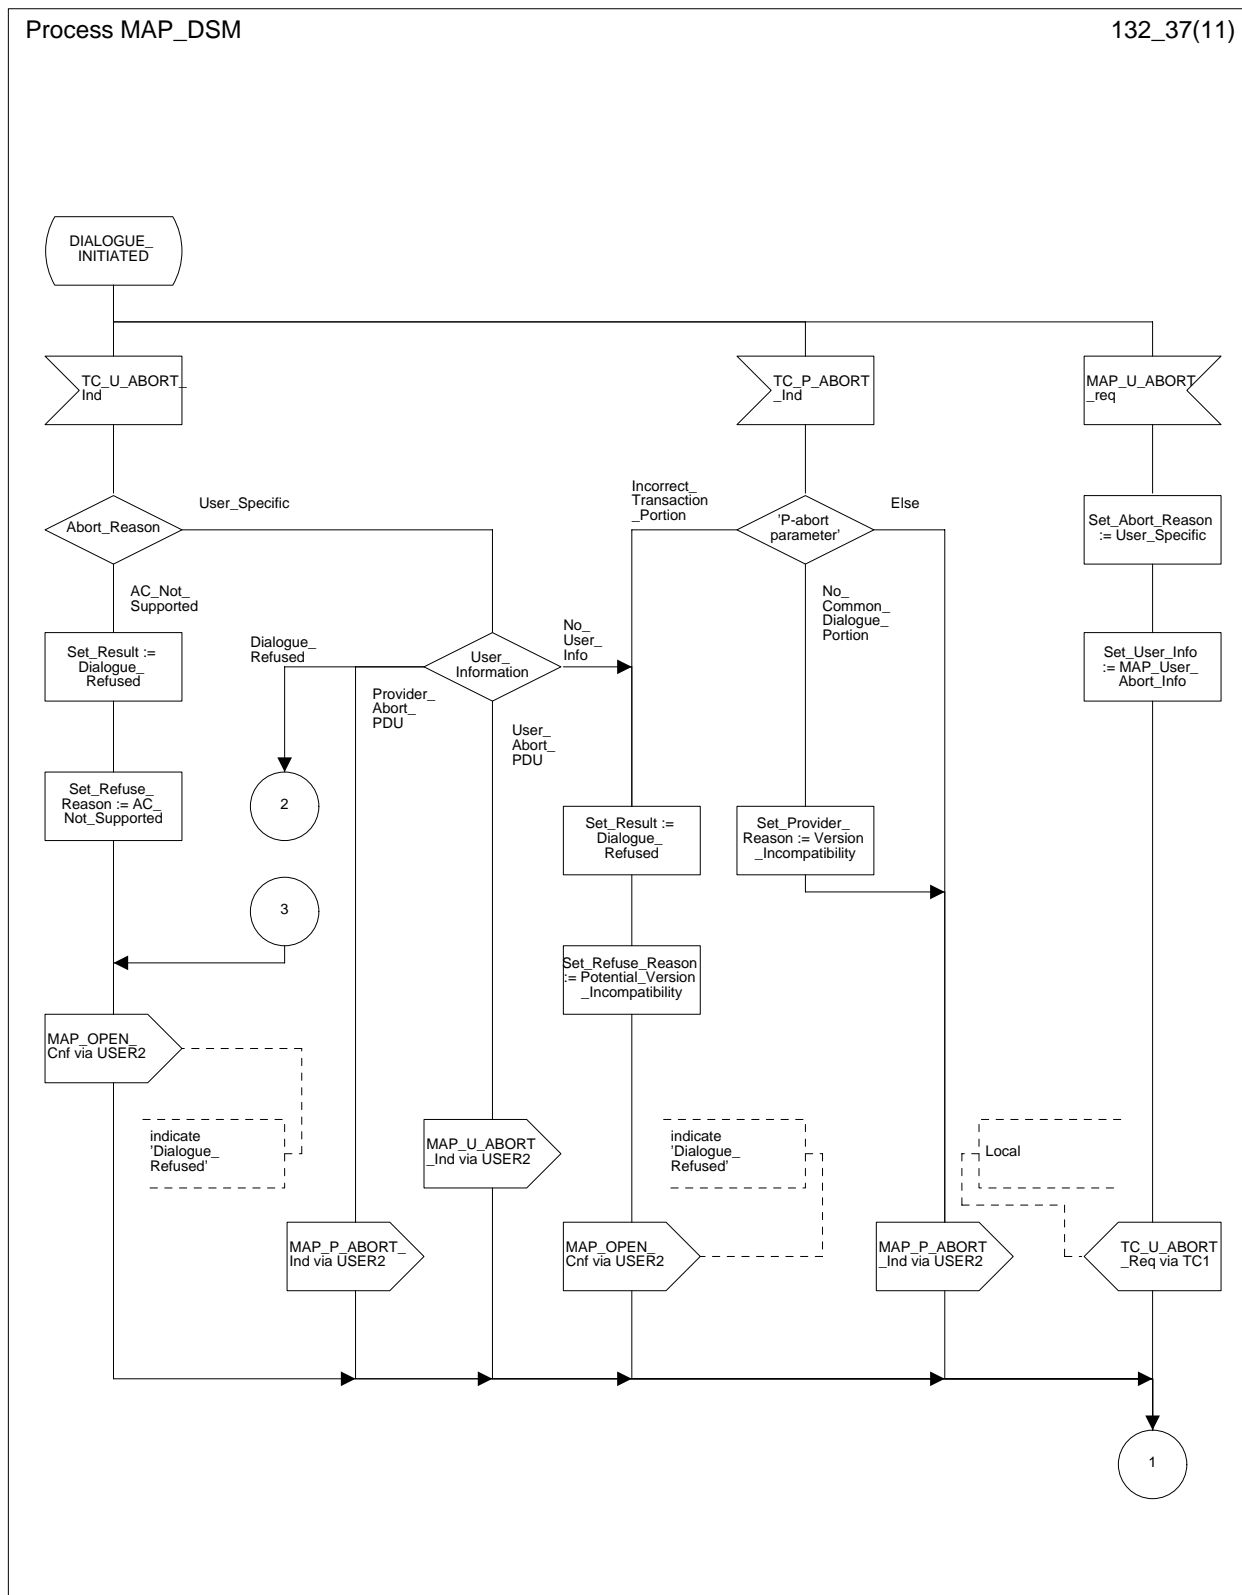 Process MAP_DSM
132_37(11)
DIALOGUE_
INITIATED
TC_U_ABORT_
Ind
TC_P_ABORT
_Ind
MAP_U_ABORT
_req
Abort_Reason
User_Specific
Incorrect_
Transaction
_Portion
'P-abort
parameter'
Else
Set_Abort_Reason
:= User_Specific
AC_Not_
Supported
No_
Common_
Dialogue_
Portion
Set_Result :=
Dialogue_
Refused
Dialogue_
Refused
User_
Information
No_
User_
Info
Set_User_Info
:= MAP_User_
Abort_Info
Provider_
Abort_
PDU
User_
Abort_
PDU
Set_Refuse_
Reason := AC_
Not_Supported
2
Set_Result :=
Dialogue_
Refused
Set_Provider_
Reason := Version
_Incompatibility
3
Set_Refuse_Reason
:= Potential_Version
_Incompatibility
MAP_OPEN_
Cnf via USER2
indicate
'Dialogue_
Refused'
MAP_U_ABORT
_Ind via USER2
indicate
'Dialogue_
Refused'
Local
MAP_P_ABORT_
Ind via USER2
MAP_OPEN_
Cnf via USER2
MAP_P_ABORT
_Ind via USER2
TC_U_ABORT
_Req via TC1
1